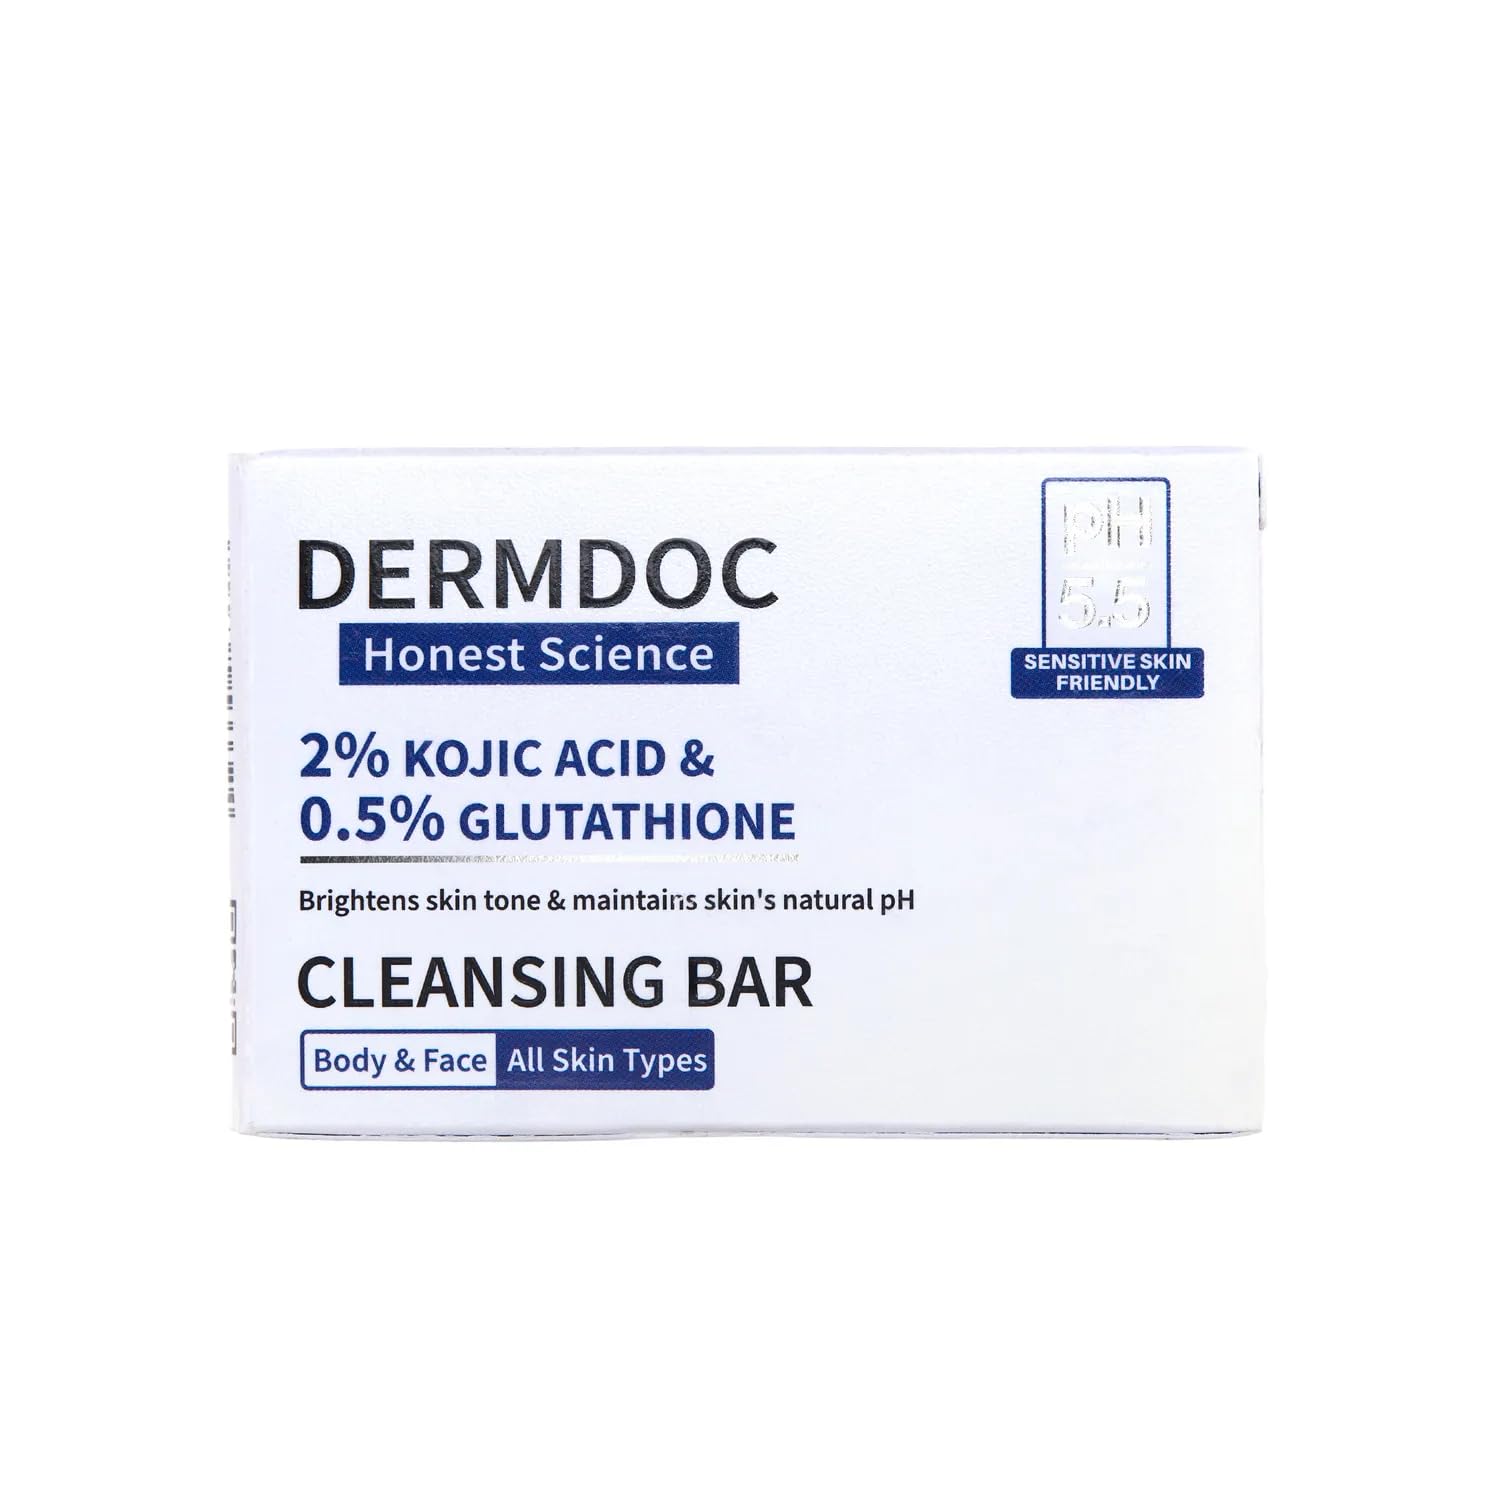 DERMDOC
Honest Science
pH
5.5
SENSITIVE SKIN
FRIENDLY
2% KOJIC ACID &
0.5% GLUTATHIONE
Brightens skin tone & maintains skin's natural pH
CLEANSING BAR
Body & Face All Skin Types